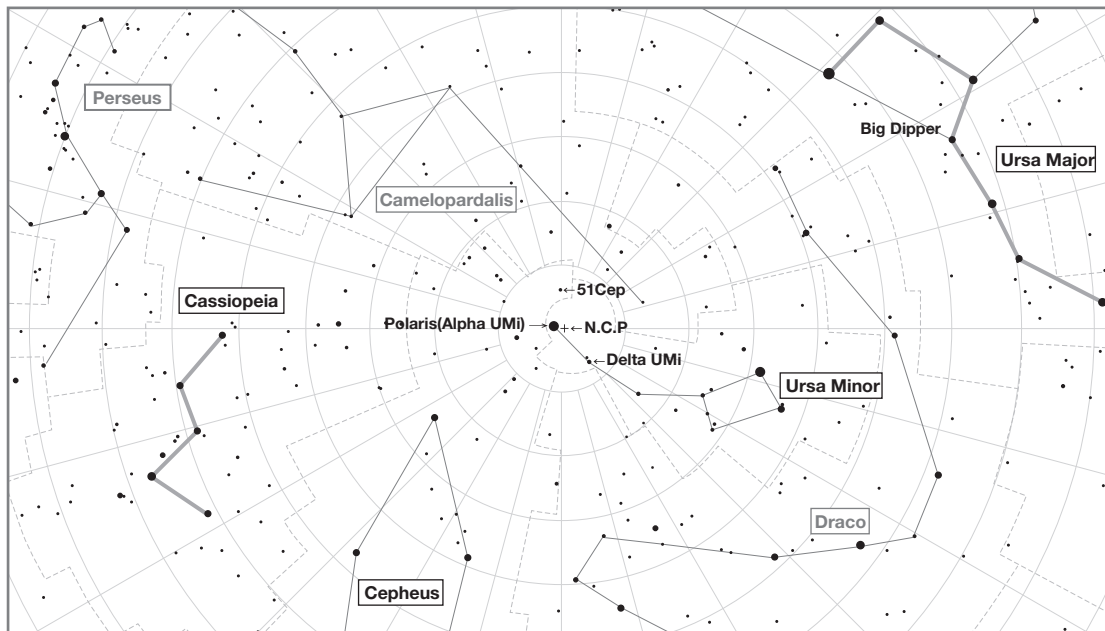 Perseus
Big Dipper
Ursa Major
Camelopardalis
←51Cep
Cassiopeia
Polaris(Alpha UMi)→
←N.C.P
←Delta UMi
Ursa Minor
Draco
Cepheus